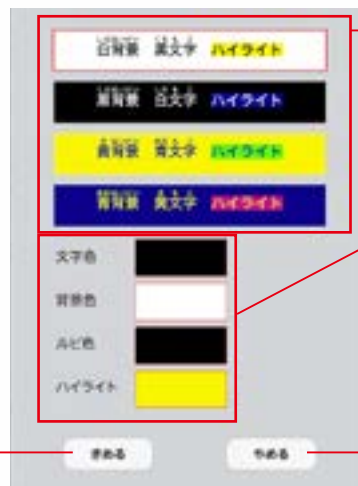 白背景 黒文字 ハイライト
黒背景 白文字 ハイライト
黄背景 青文字 ハイライト
青背景 黄文字 ハイライト
文字色
背景色
ルビ色
ハイライト
きめる やめる